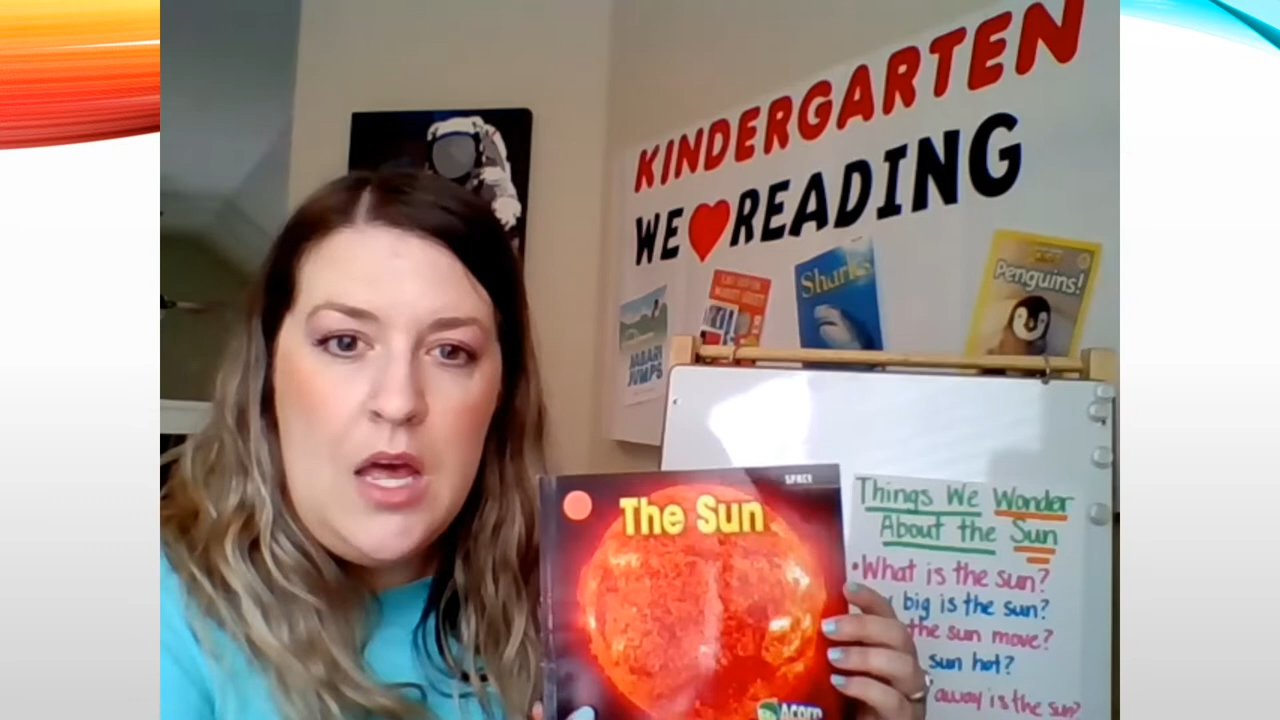 KINDERGARTEN
WE READING
JABARI
JUMPS
Sharks
Penguins!
SPACE
The Sun
Acorn
Things We Wonder
About the Sun
•What is the sun?
big is the sun?
the sun move?
sun hot?
away is the sun?